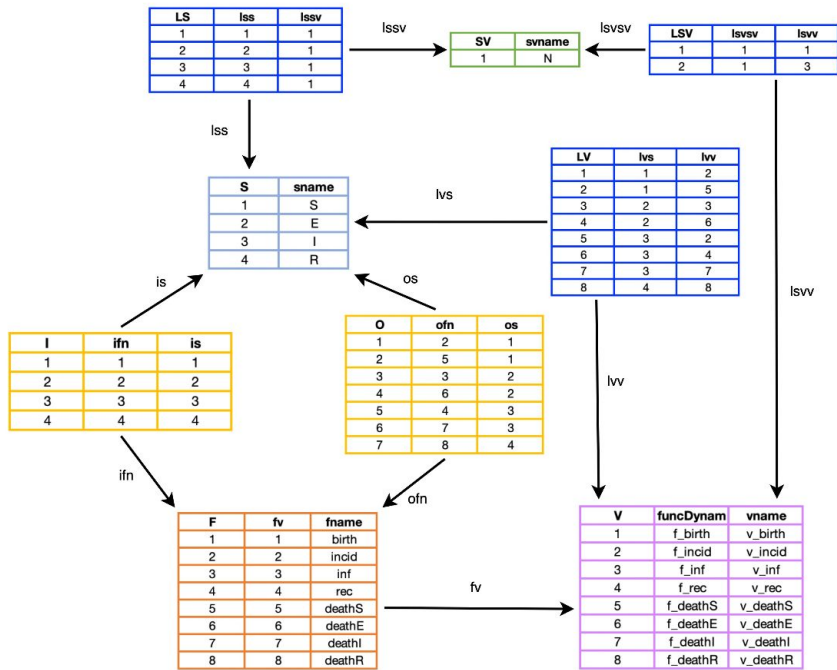 LS lss lssv
1 1 1
2 2 1
3 3 1
4 4 1
lssv
SV svname
1 N
lsvsv
LSV lsvsv lsvv
1 1 1
2 1 3
lss
S sname
1 S
2 E
3 I
4 R
lvs
LV lvs lvv
1 1 2
2 1 5
3 2 3
4 2 6
5 3 2
6 3 4
7 3 7
8 4 8
lsvv
is
os
I ifn is
1 1 1
2 2 2
3 3 3
4 4 4
O ofn os
1 2 1
2 5 1
3 3 2
4 6 2
5 4 3
6 7 3
7 8 4
lvv
ifn
ofn
F fv fname
1 1 birth
2 2 incid
3 3 inf
4 4 rec
5 5 deathS
6 6 deathE
7 7 deathI
8 8 deathR
fv
V funcDynam vname
1 f_birth v_birth
2 f_incid v_incid
3 f_inf v_inf
4 f_rec v_rec
5 f_deathS v_deathS
6 f_deathE v_deathE
7 f_deathI v_deathI
8 f_deathR v_deathR